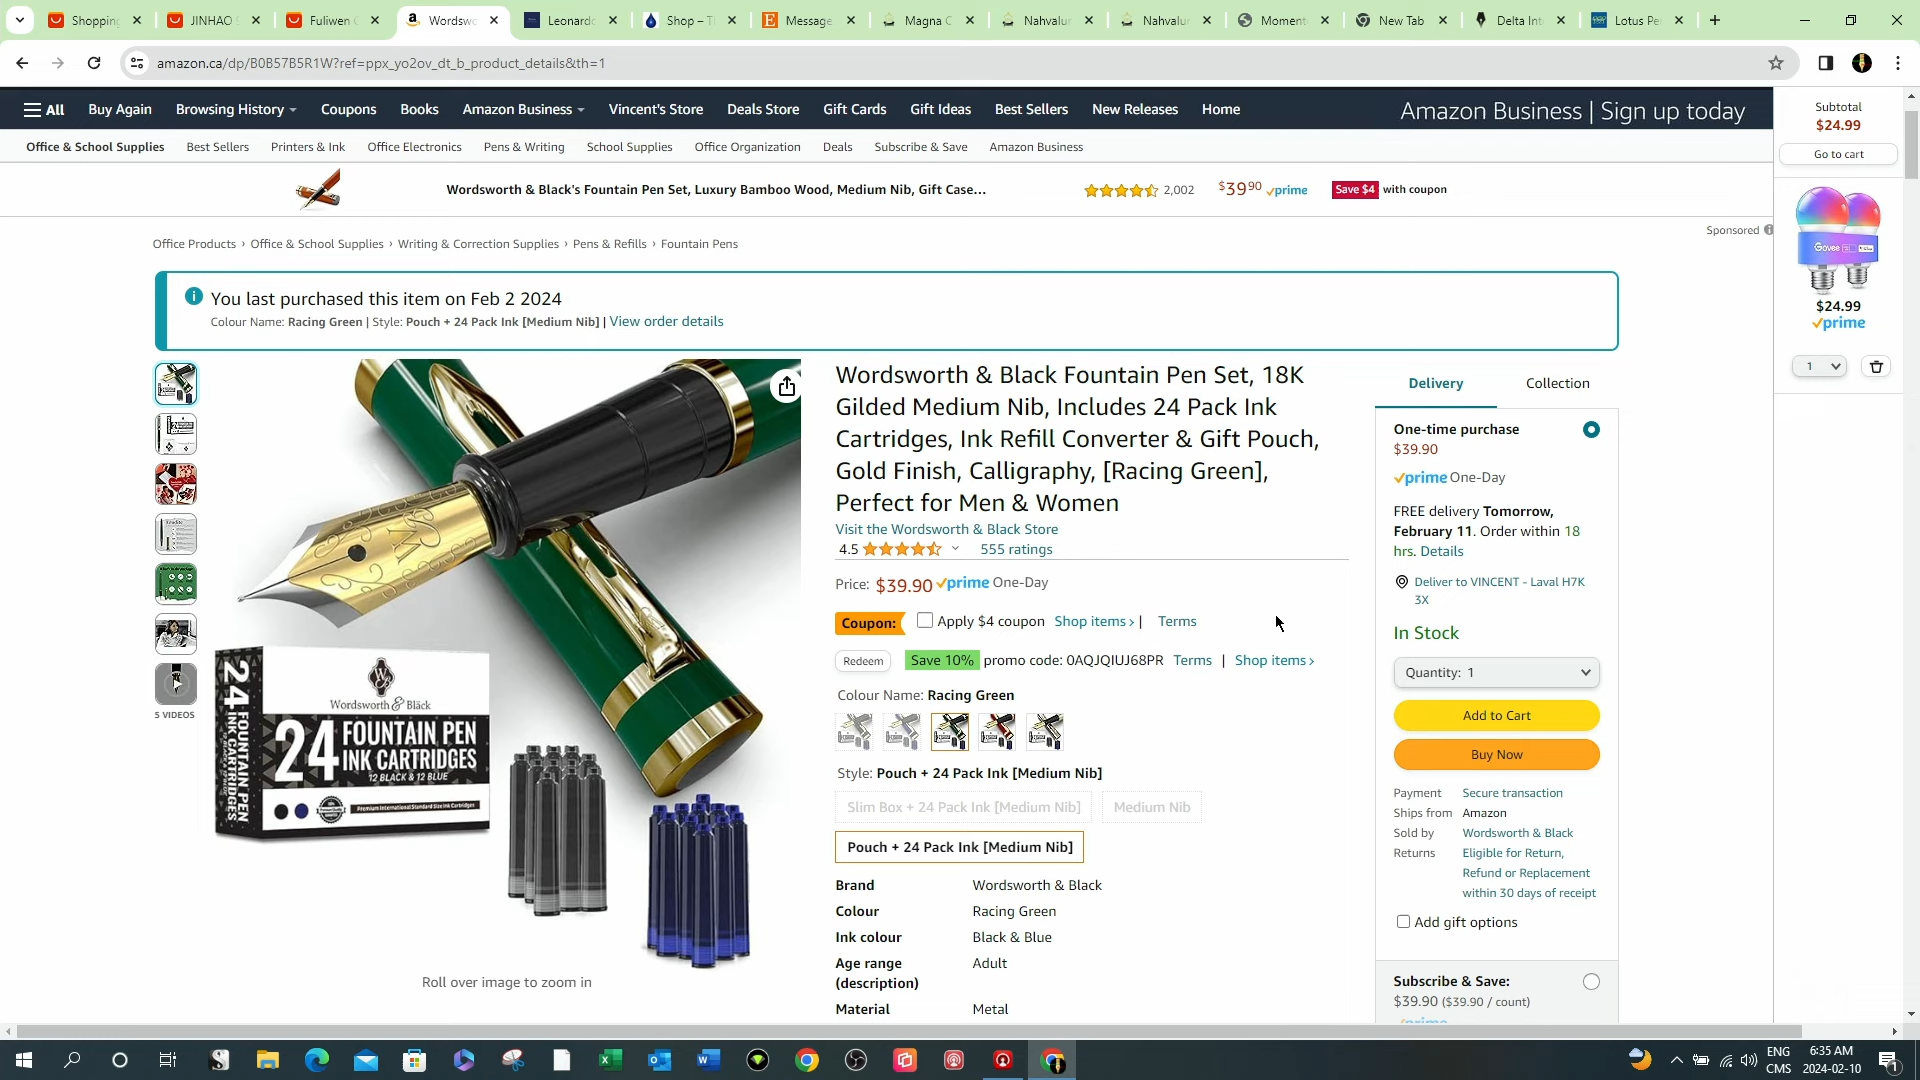 Shopping
JINHAO
Fuliwen
Wordswo
Leonardo
Shop – T
Message
Magna C
Nahvalur
Nahvalur
Moment
New Tab
Delta Int
Lotus Pe
amazon.ca/dp/B0B57B5R1W?ref=ppx_yo2ov_dt_b_product_details&th=1
All
Buy Again
Browsing History
Coupons
Books
Amazon Business
Vincent's Store
Deals Store
Gift Cards
Gift Ideas
Best Sellers
New Releases
Home
Amazon Business | Sign up today
Subtotal
$24.99
Go to cart
Office & School Supplies
Best Sellers
Printers & Ink
Office Electronics
Pens & Writing
School Supplies
Office Organization
Deals
Subscribe & Save
Amazon Business
Wordsworth & Black's Fountain Pen Set, Luxury Bamboo Wood, Medium Nib, Gift Case...
2,002
$39.90 prime
Save $4 with coupon
Sponsored
Office Products › Office & School Supplies › Writing & Correction Supplies › Pens & Refills › Fountain Pens
Govee
$24.99
prime
1
You last purchased this item on Feb 2 2024
Colour Name: Racing Green | Style: Pouch + 24 Pack Ink [Medium Nib] | View order details
Wordsworth & Black Fountain Pen Set, 18K
Gilded Medium Nib, Includes 24 Pack Ink
Cartridges, Ink Refill Converter & Gift Pouch,
Gold Finish, Calligraphy, [Racing Green],
Perfect for Men & Women
Visit the Wordsworth & Black Store
4.5
555 ratings
Price: $39.90 prime One-Day
Coupon:
Apply $4 coupon Shop items › | Terms
Redeem
Save 10% promo code: 0AQJQIUJ68PR Terms | Shop items ›
Colour Name: Racing Green
Style: Pouch + 24 Pack Ink [Medium Nib]
Slim Box + 24 Pack Ink [Medium Nib]
Medium Nib
Pouch + 24 Pack Ink [Medium Nib]
Brand Wordsworth & Black
Colour Racing Green
Ink colour Black & Blue
Age range
(description)
Adult
Material Metal
5 VIDEOS
Wordsworth & Black
24 FOUNTAIN PEN
INK CARTRIDGES
12 BLACK & 12 BLUE
Premium International Standard Size Ink Cartridges
24 FOUNTAIN PEN
INK CARTRIDGES
Roll over image to zoom in
Delivery
Collection
One-time purchase
$39.90
prime One-Day
FREE delivery Tomorrow,
February 11. Order within 18
hrs. Details
Deliver to VINCENT - Laval H7K
3X
In Stock
Quantity: 1
Add to Cart
Buy Now
Payment Secure transaction
Ships from Amazon
Sold by Wordsworth & Black
Returns Eligible for Return,
Refund or Replacement
within 30 days of receipt
Add gift options
Subscribe & Save:
$39.90 ($39.90 / count)
prime
ENG
CMS
6:35 AM
2024-02-10
1